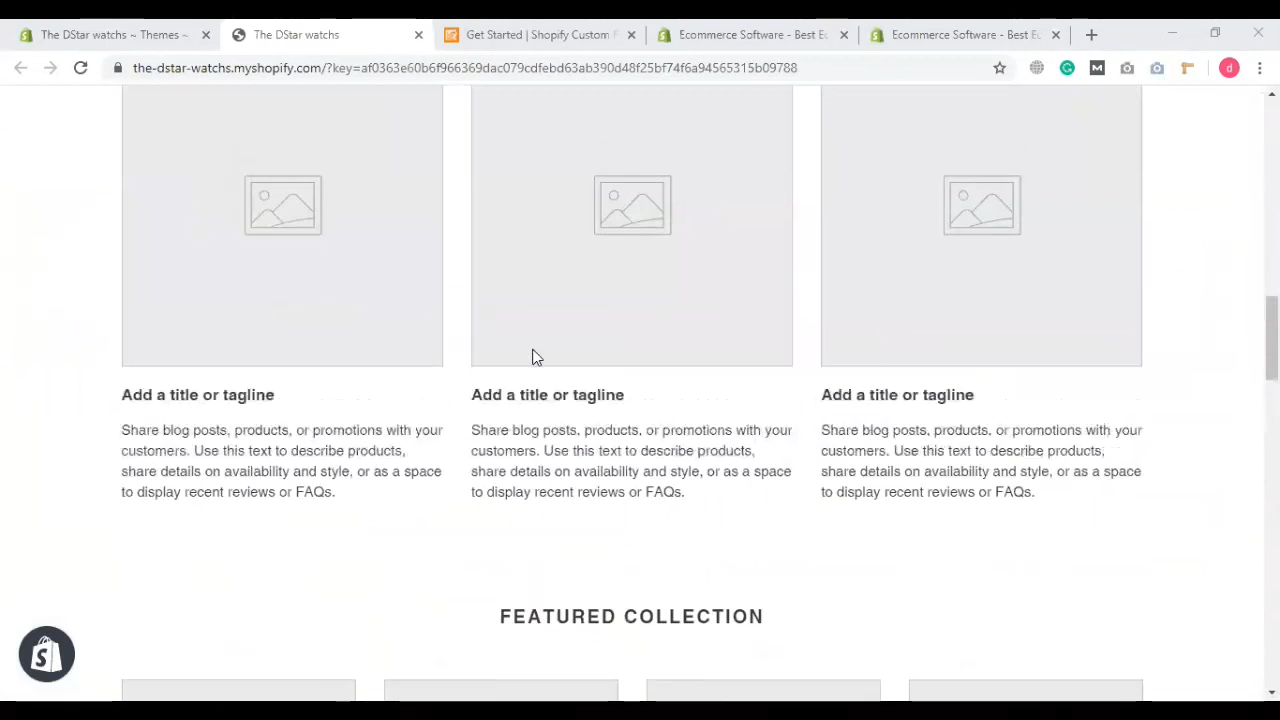 The DStar watchs ~ Themes ~
The DStar watchs
Get Started | Shopify Custom F
Ecommerce Software - Best Ec
Ecommerce Software - Best Ec
the-dstar-watchs.myshopify.com/?key=af0363e60b6f966369dac079cdfebd63ab390d48f25bf74f6a94565315b09788
M
d
Add a title or tagline
Share blog posts, products, or promotions with your
customers. Use this text to describe products,
share details on availability and style, or as a space
to display recent reviews or FAQs.
Add a title or tagline
Share blog posts, products, or promotions with your
customers. Use this text to describe products,
share details on availability and style, or as a space
to display recent reviews or FAQs.
Add a title or tagline
Share blog posts, products, or promotions with your
customers. Use this text to describe products,
share details on availability and style, or as a space
to display recent reviews or FAQs.
FEATURED COLLECTION